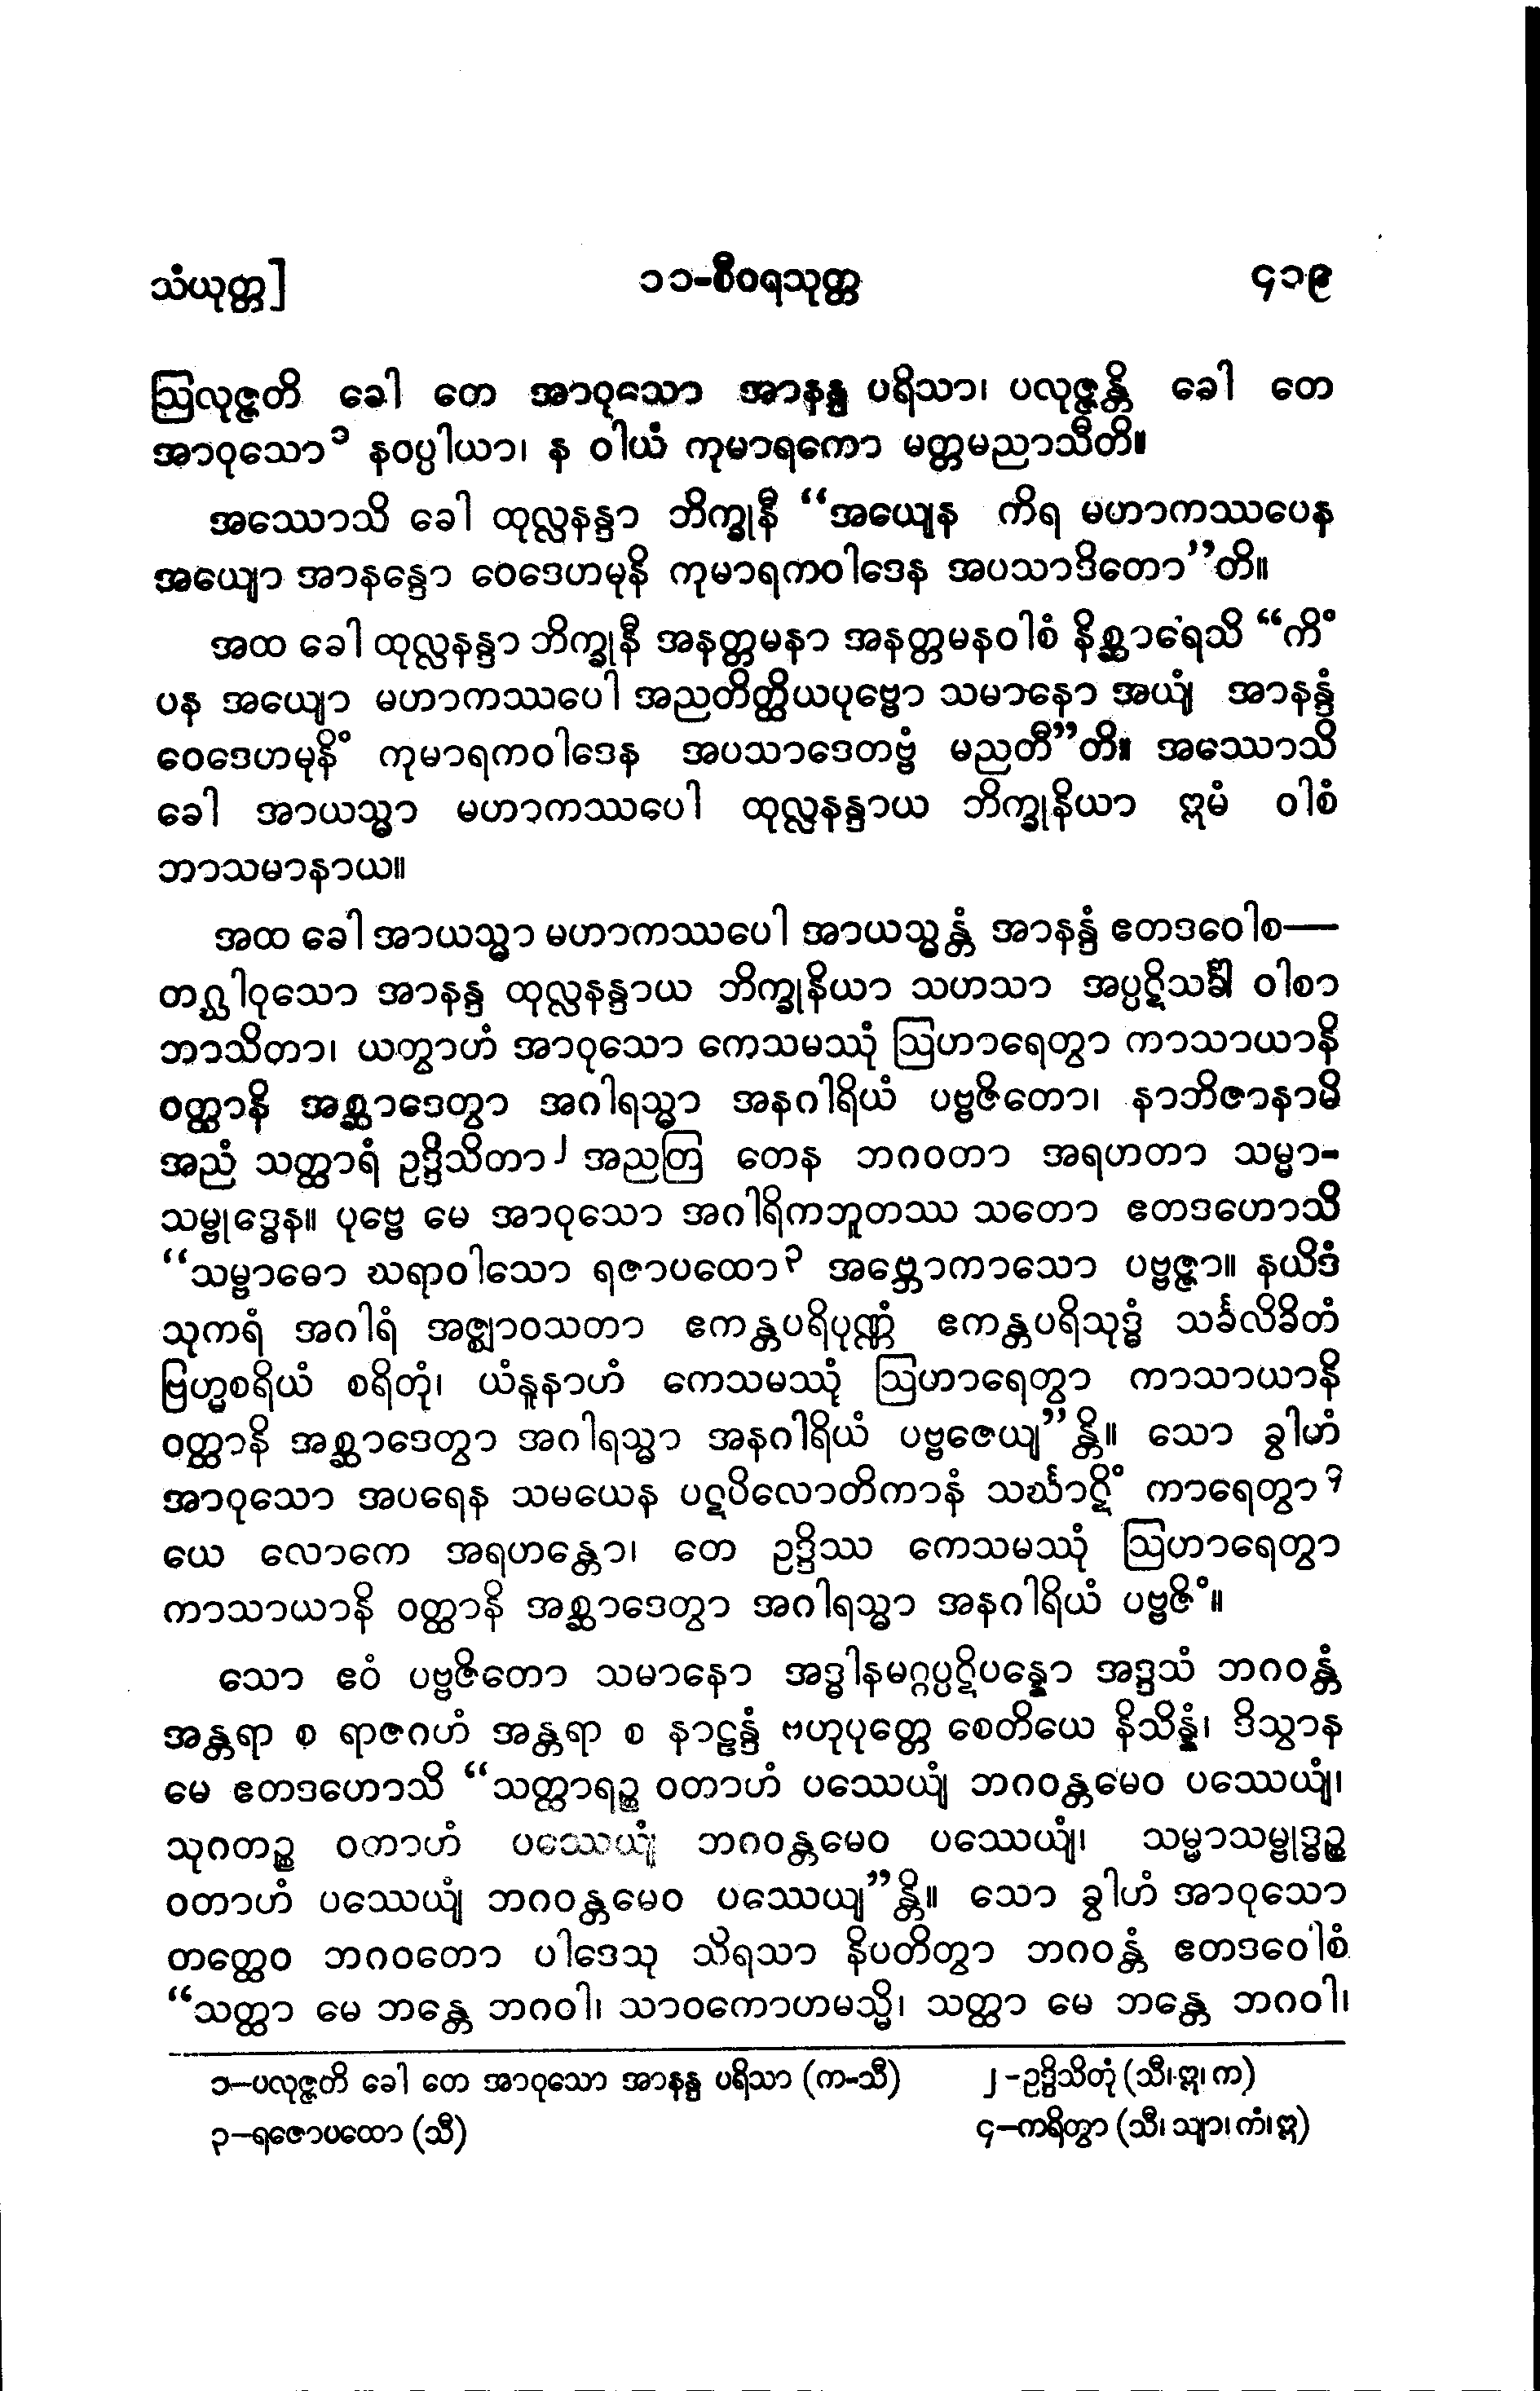 သံယုတ္တ] ၁၁-စီဝရသုတ္တ ၄၁၉
ဩလုဇ္ဇတိ ခေါ တေ အာဝုသော အာနန္ဒ ပရိသာ၊ ပလုဇ္ဇန္တိ ခေါ တေ
အာဝုသော၁ နဝပ္ပါယာ၊ န ဝါယံ ကုမာရကော မတ္တမညာသီတိ။
အဿောသိ ခေါ ထုလ္လနန္ဒာ ဘိက္ခုနီ “အယျေန ကိရ မဟာကဿပေန
အယျော အာနန္ဒော ဝေဒေဟမုနိ ကုမာရကဝါဒေန အပသာဒိတော”တိ။
အထ ခေါ ထုလ္လနန္ဒာ ဘိက္ခုနီ အနတ္တမနာ အနတ္တမနဝါစံ နိစ္ဆာရေသိ “ကိံ
ပန အယျော မဟာကဿပေါ အညတိတ္ထိယပုဗ္ဗော သမာနော အယျံ အာနန္ဒံ
ဝေဒေဟမုနိံ ကုမာရကဝါဒေန အပသာဒေတဗ္ဗံ မညတီ”တိ။ အဿောသိ
ခေါ အာယသ္မာ မဟာကဿပေါ ထုလ္လနန္ဒာယ ဘိက္ခုနိယာ ဣမံ ဝါစံ
ဘာသမာနာယ။
အထ ခေါ အာယသ္မာ မဟာကဿပေါ အာယသ္မန္တံ အာနန္ဒံ ဧတဒဝေါစ—
တဂ္ဃါဝုသော အာနန္ဒ ထုလ္လနန္ဒာယ ဘိက္ခုနိယာ သဟသာ အပ္ပဋိသင်္ခါ ဝါစာ
ဘာသိတာ၊ ယတွာဟံ အာဝုသော ကေသမဿုံ ဩဟာရေတွာ ကာသာယာနိ
ဝတ္ထာနိ အစ္ဆာဒေတွာ အဂါရသ္မာ အနဂါရိယံ ပဗ္ဗဇိတော၊ နာဘိဇာနာမိ
အညံ သတ္ထာရံ ဥဒ္ဒိသိတာ၂ အညတြ တေန ဘဂဝတာ အရဟတာ သမ္မာ-
သမ္ဗုဒ္ဓေန။ ပုဗ္ဗေ မေ အာဝုသော အဂါရိကဘူတဿ သတော ဧတဒဟောသိ
“သမ္ဗာဓော ဃရာဝါသော ရဇာပထော၃ အဗ္ဘောကာသော ပဗ္ဗဇ္ဇာ။ နယိဒံ
သုကရံ အဂါရံ အဇ္ဈာဝသတာ ဧကန္တပရိပုဏ္ဏံ ဧကန္တပရိသုဒ္ဓံ သင်္ခလိခိတံ
ဗြဟ္မစရိယံ စရိတုံ၊ ယံနူနာဟံ ကေသမဿုံ ဩဟာရေတွာ ကာသာယာနိ
ဝတ္ထာနိ အစ္ဆာဒေတွာ အဂါရသ္မာ အနဂါရိယံ ပဗ္ဗဇေယျ”န္တိ။ သော ခွါဟံ
အာဝုသော အပရေန သမယေန ပဋပိလောတိကာနံ သင်္ဃာဋိံ ကာရေတွာ၄
ယေ လောကေ အရဟန္တော၊ တေ ဥဒ္ဒိဿ ကေသမဿုံ ဩဟာရေတွာ
ကာသာယာနိ ဝတ္ထာနိ အစ္ဆာဒေတွာ အဂါရသ္မာ အနဂါရိယံ ပဗ္ဗဇိံ။
သော ဧဝံ ပဗ္ဗဇိတော သမာနော အဒ္ဓါနမဂ္ဂပ္ပဋိပန္နော အဒ္ဒသံ ဘဂဝန္တံ
အန္တရာ စ ရာဇဂဟံ အန္တရာ စ နာဠန္ဒံ ဗဟုပုတ္တေ စေတိယေ နိသိန္နံ၊ ဒိသွာန
မေ ဧတဒဟောသိ “သတ္ထာရဉ္စ ဝတာဟံ ပဿေယျံ ဘဂဝန္တမေဝ ပဿေယျံ၊
သုဂတဉ္စ ဝတာဟံ ပဿေယျံ ဘဂဝန္တမေဝ ပဿေယျံ၊ သမ္မာသမ္ဗုဒ္ဓဉ္စ
ဝတာဟံ ပဿေယျံ ဘဂဝန္တမေဝ ပဿေယျ”န္တိ။ သော ခွါဟံ အာဝုသော
တတ္ထေဝ ဘဂဝတော ပါဒေသု သိရသာ နိပတိတွာ ဘဂဝန္တံ ဧတဒဝေါစံ
“သတ္ထာ မေ ဘန္တေ ဘဂဝါ၊ သာဝကောဟမသ္မိ၊ သတ္ထာ မေ ဘန္တေ ဘဂဝါ၊
၁–ပလုဇ္ဇတိ ခေါ တေ အာဝုသော အာနန္ဒ ပရိသာ (က-သီ) ၂-ဥဒ္ဒိသိတုံ (သီ၊ ဣ၊ က)
၃–ရဇောပထော (သီ) ၄–ကရိတွာ (သီ၊ သျာ၊ ကံ၊ ဣ)